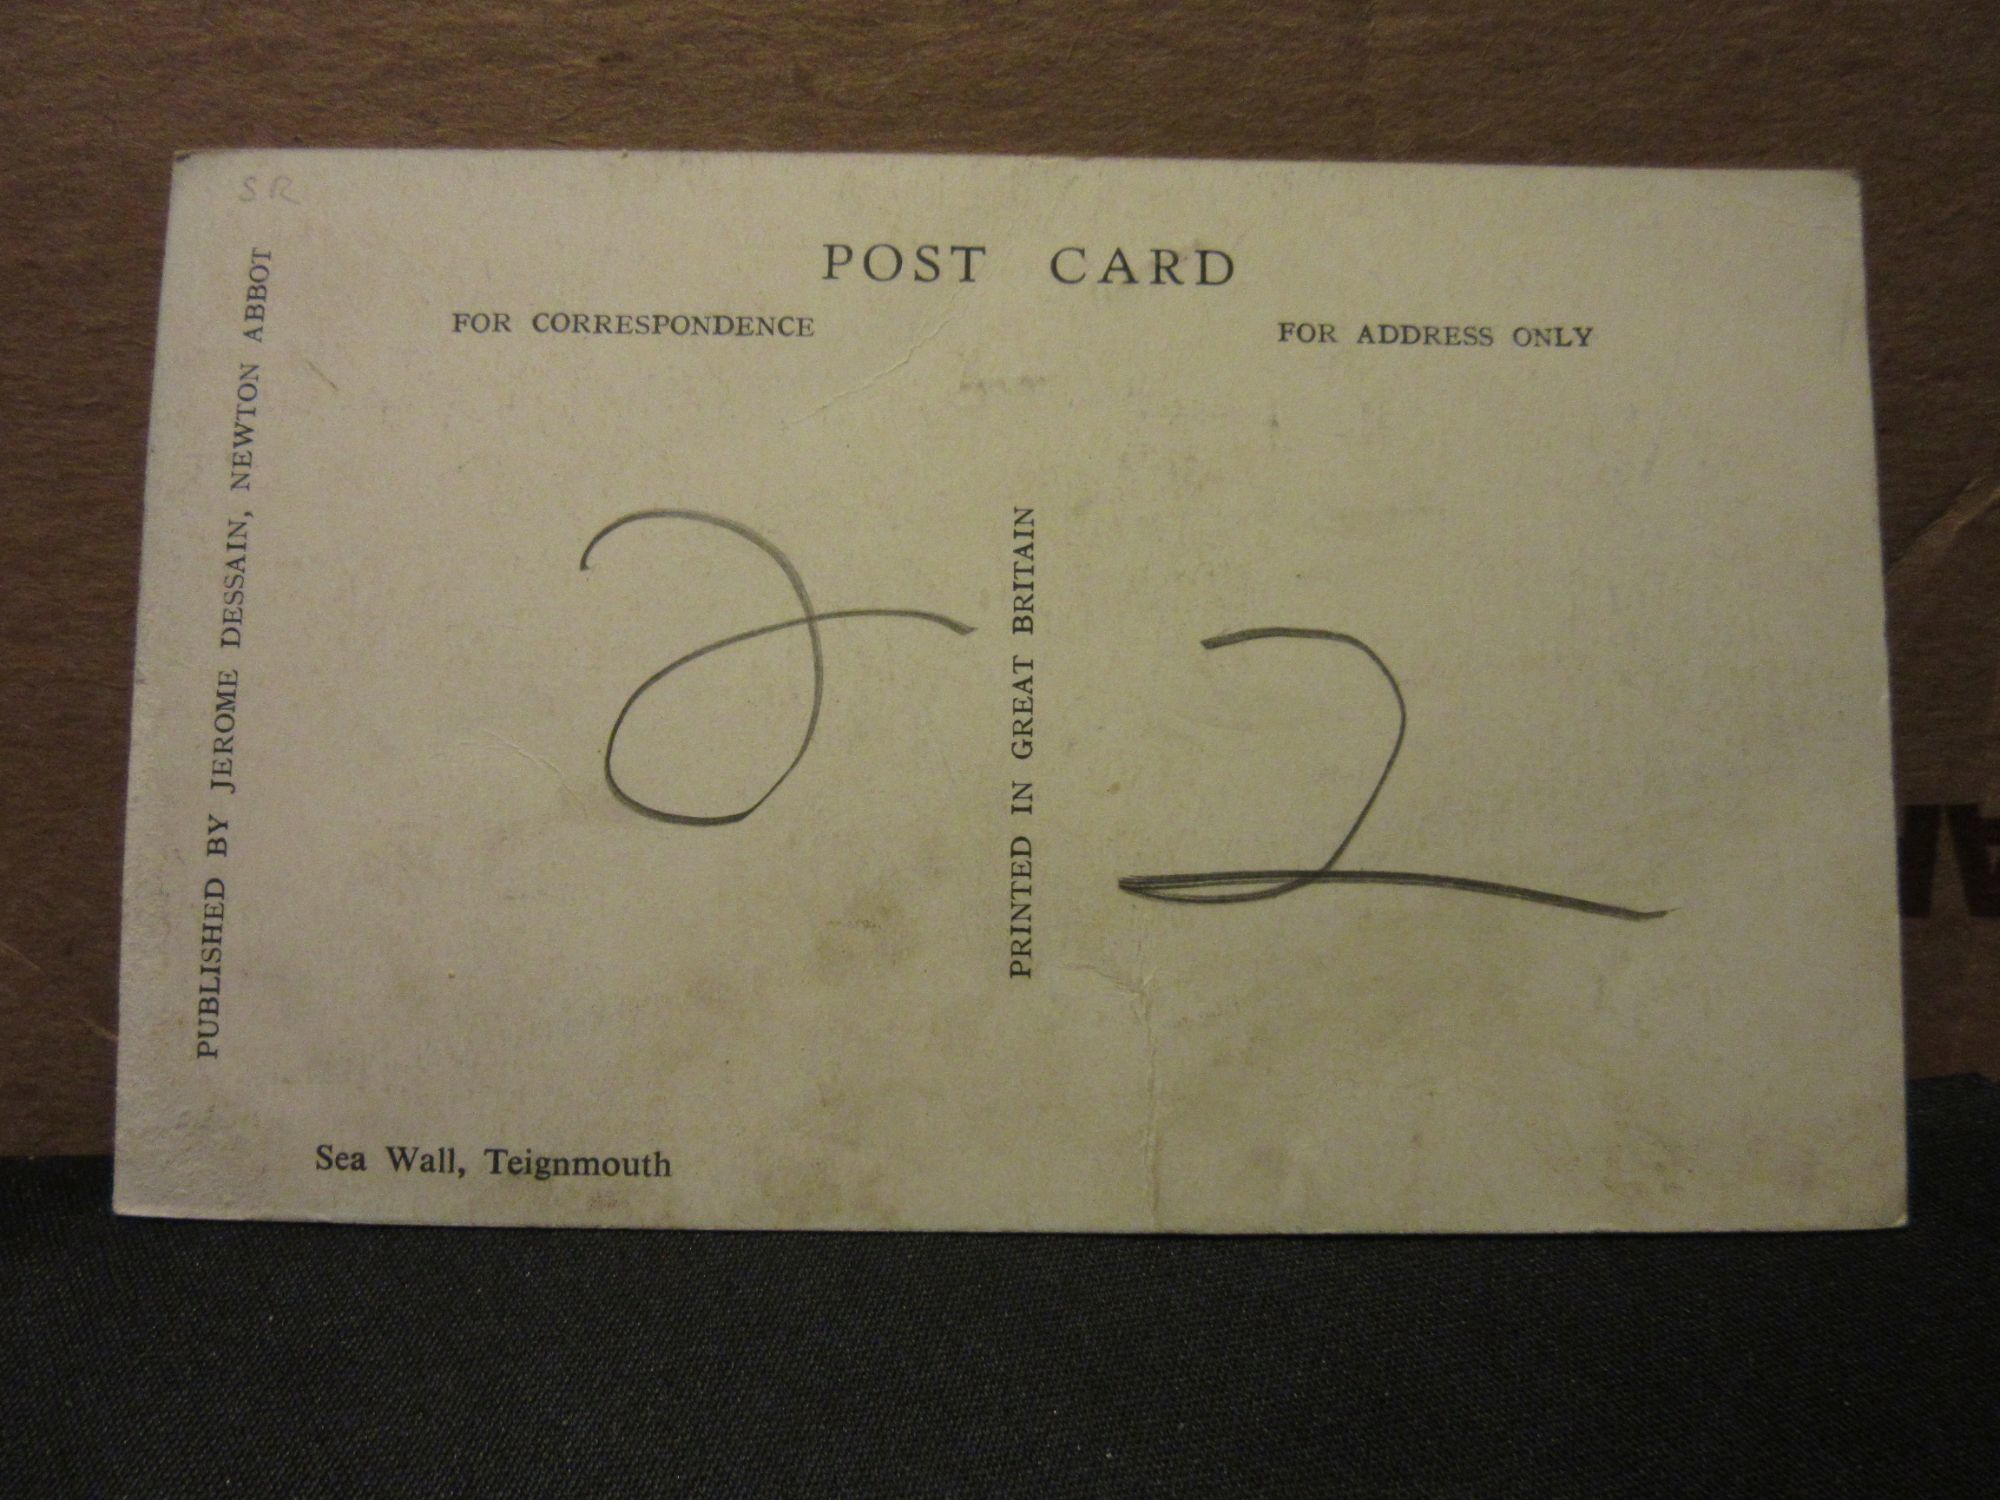 SR
POST CARD
FOR CORRESPONDENCE
FOR ADDRESS ONLY
PUBLISHED BY JEROME DESSAIN, NEWTON ABBOT
2
PRINTED IN GREAT BRITAIN
2
Sea Wall, Teignmouth